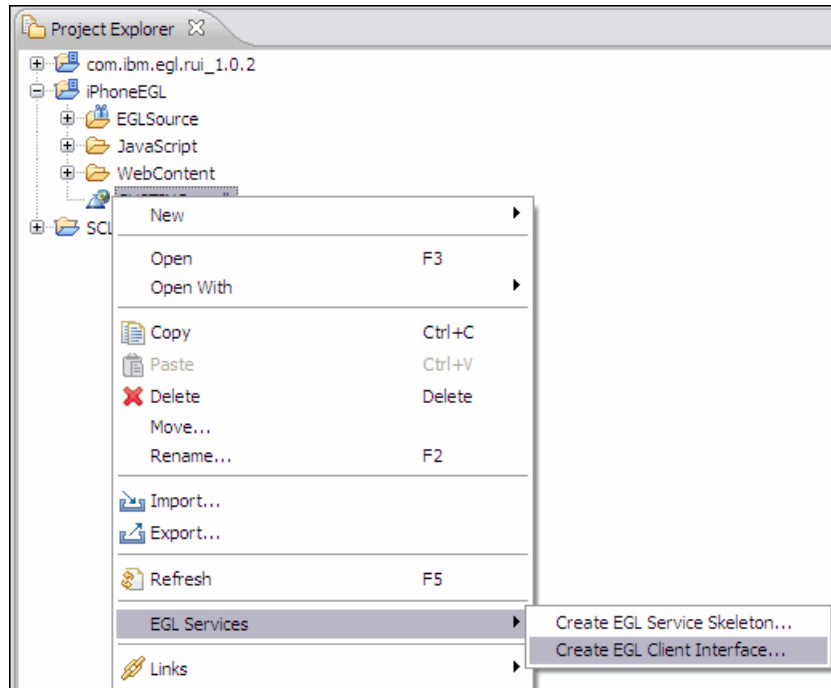 Project Explorer
com.ibm.egl.rui_1.0.2
iPhoneEGL
EGLSource
JavaScript
WebContent
SCL
New
Open F3
Open With
Copy Ctrl+C
Paste Ctrl+V
Delete Delete
Move...
Rename... F2
Import...
Export...
Refresh F5
EGL Services
Create EGL Service Skeleton...
Create EGL Client Interface...
Links